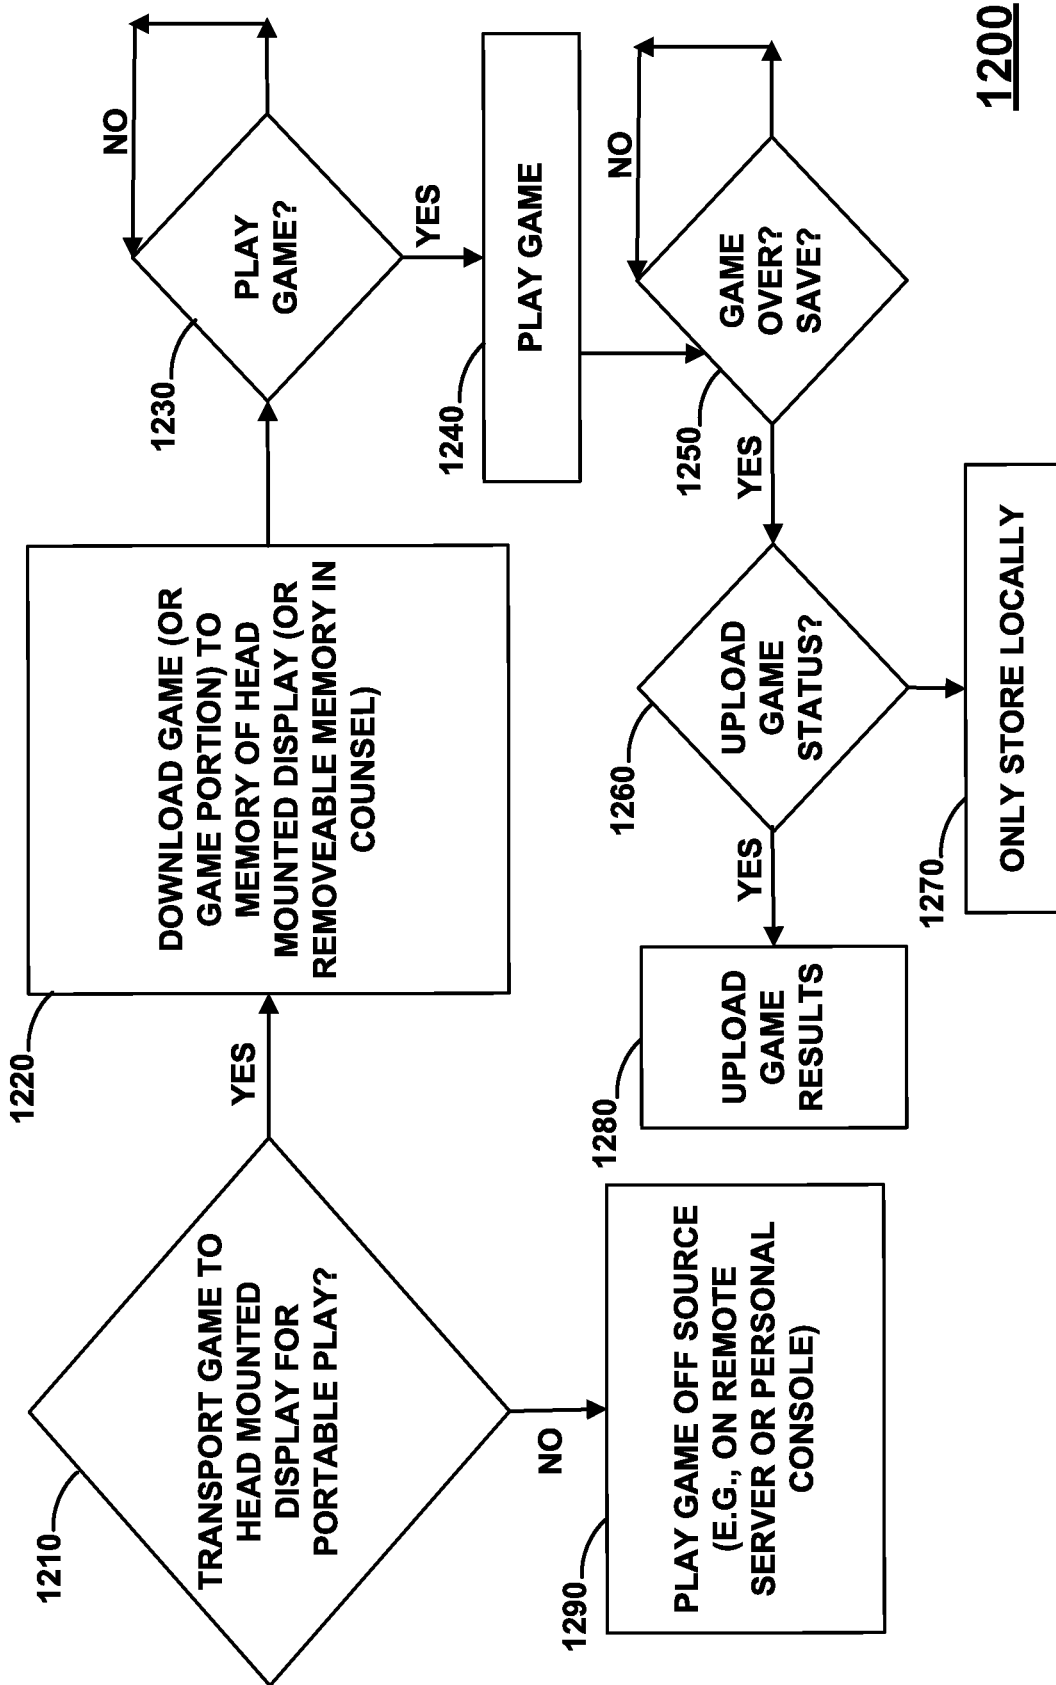 1210
TRANSPORT GAME TO
HEAD MOUNTED
DISPLAY FOR
PORTABLE PLAY?
YES
NO
1220
DOWNLOAD GAME (OR
GAME PORTION) TO
MEMORY OF HEAD
MOUNTED DISPLAY (OR
REMOVEABLE MEMORY IN
COUNSEL)
1230
PLAY
GAME?
NO
YES
1240
PLAY GAME
1250
GAME
OVER?
SAVE?
NO
YES
1260
UPLOAD
GAME
STATUS?
YES
1270
ONLY STORE LOCALLY
1280
UPLOAD
GAME
RESULTS
1290
PLAY GAME OFF SOURCE
(E.G., ON REMOTE
SERVER OR PERSONAL
CONSOLE)
1200